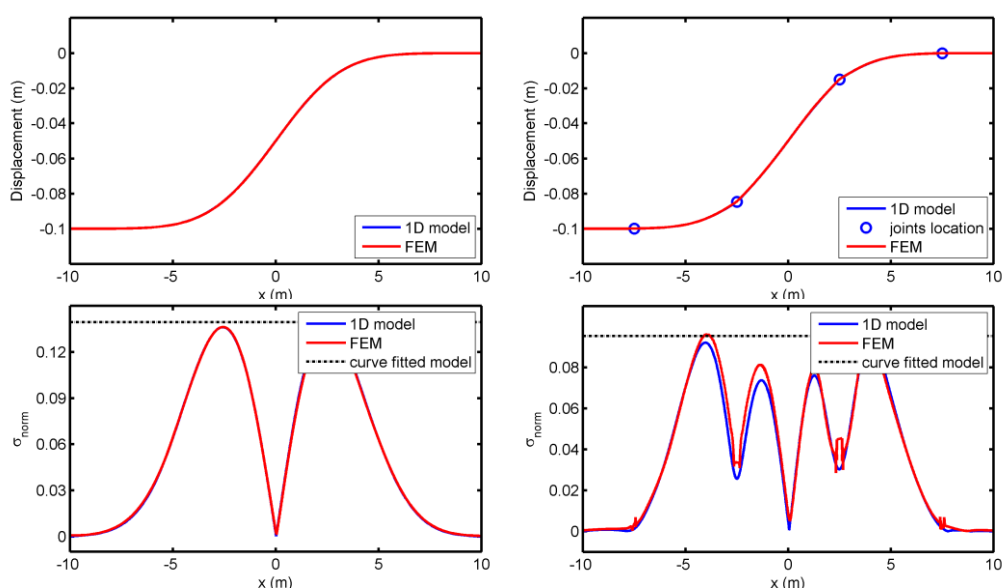 0
-0.02
-0.04
-0.06
-0.08
-0.1
Displacement (m)
-10
-5
0
5
10
x (m)
1D model
FEM
0
-0.02
-0.04
-0.06
-0.08
-0.1
Displacement (m)
-10
-5
0
5
10
x (m)
1D model
joints location
FEM
0.12
0.09
0.06
0.03
0
σnorm
-10
-5
0
5
10
x (m)
1D model
FEM
curve fitted model
0.08
0.06
0.04
0.02
0
σnorm
-10
-5
0
5
10
x (m)
1D model
FEM
curve fitted model